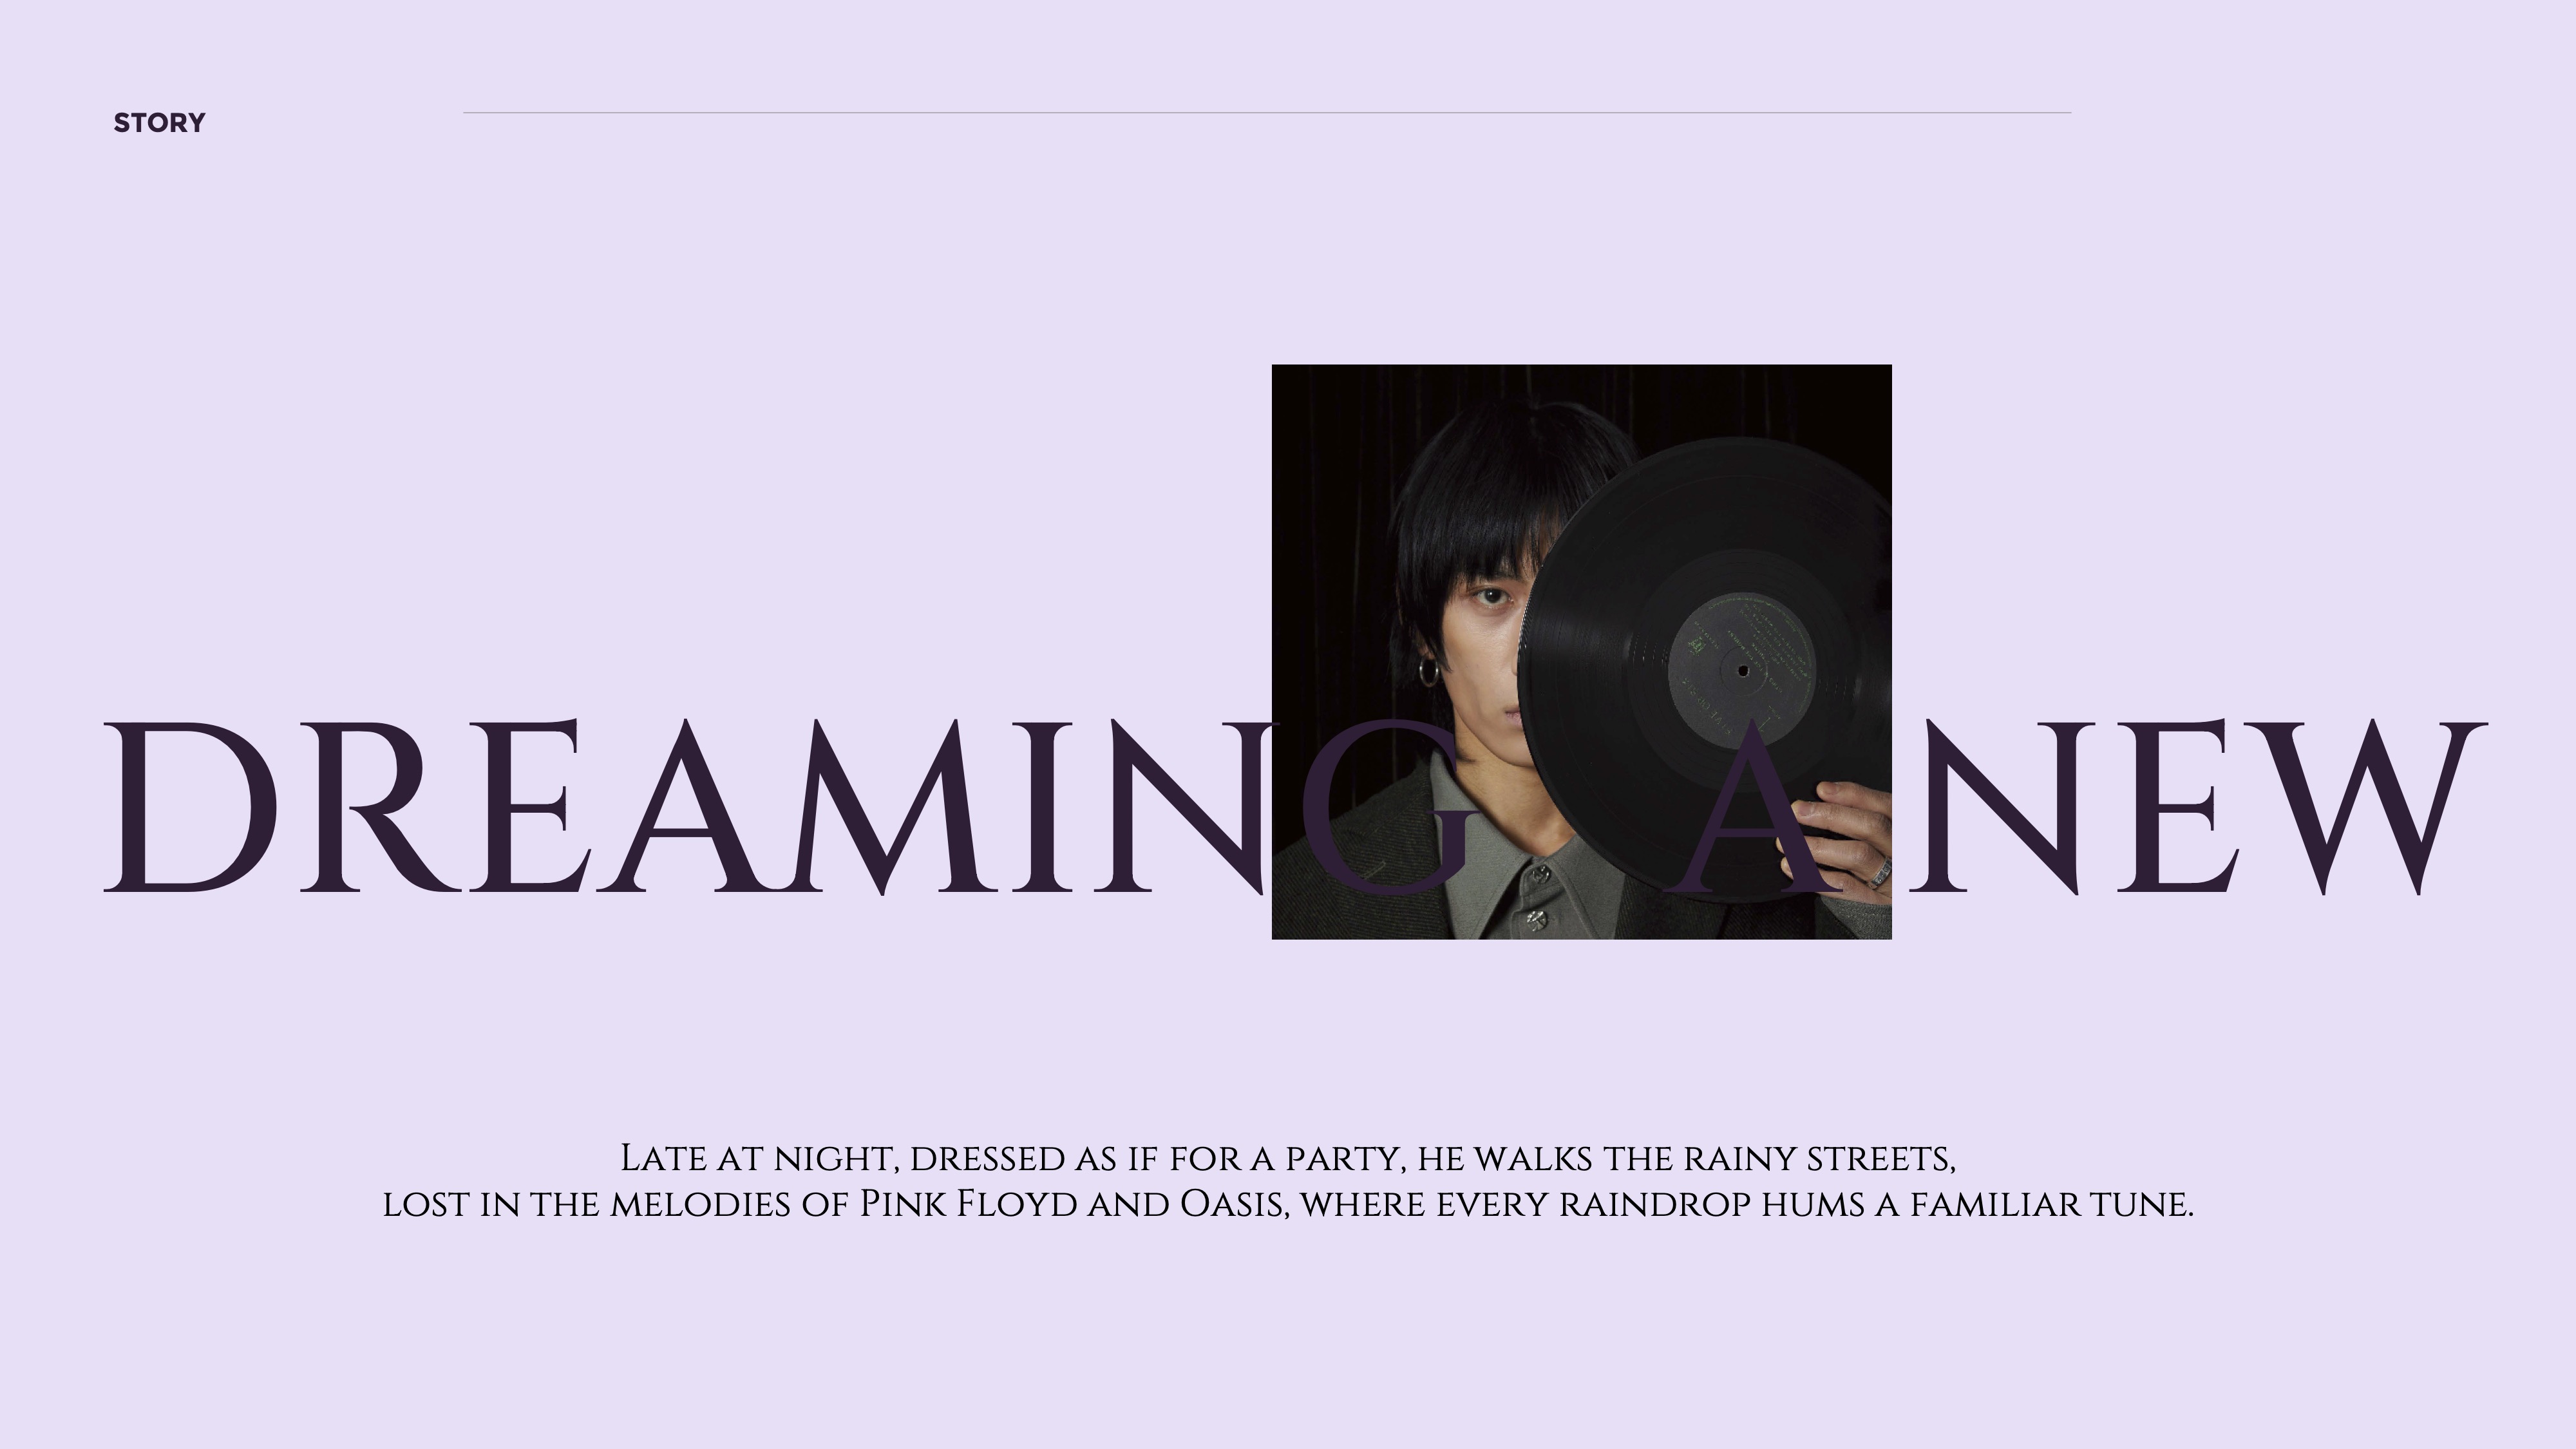 STORY
DREAMING A NEW
Late at night, dressed as if for a party, he walks the rainy streets,
lost in the melodies of Pink Floyd and Oasis, where every raindrop hums a familiar tune.